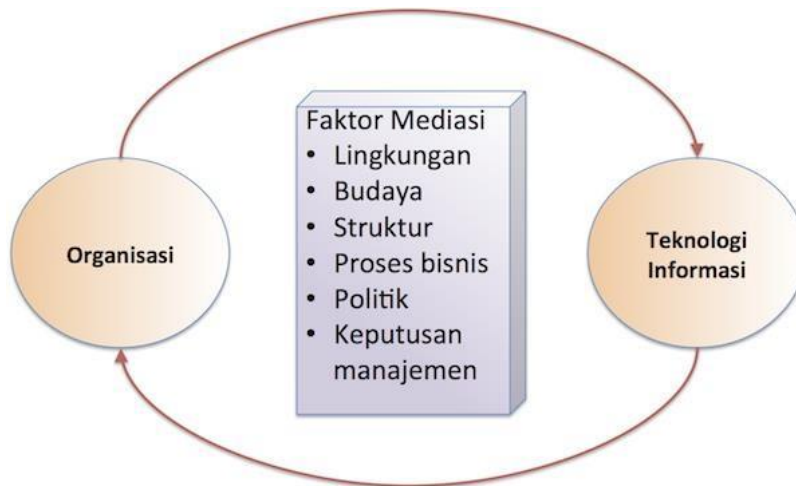 Faktor Mediasi
• Lingkungan
• Budaya
• Struktur
• Proses bisnis
• Politik
• Keputusan
manajemen
Organisasi
Teknologi
Informasi